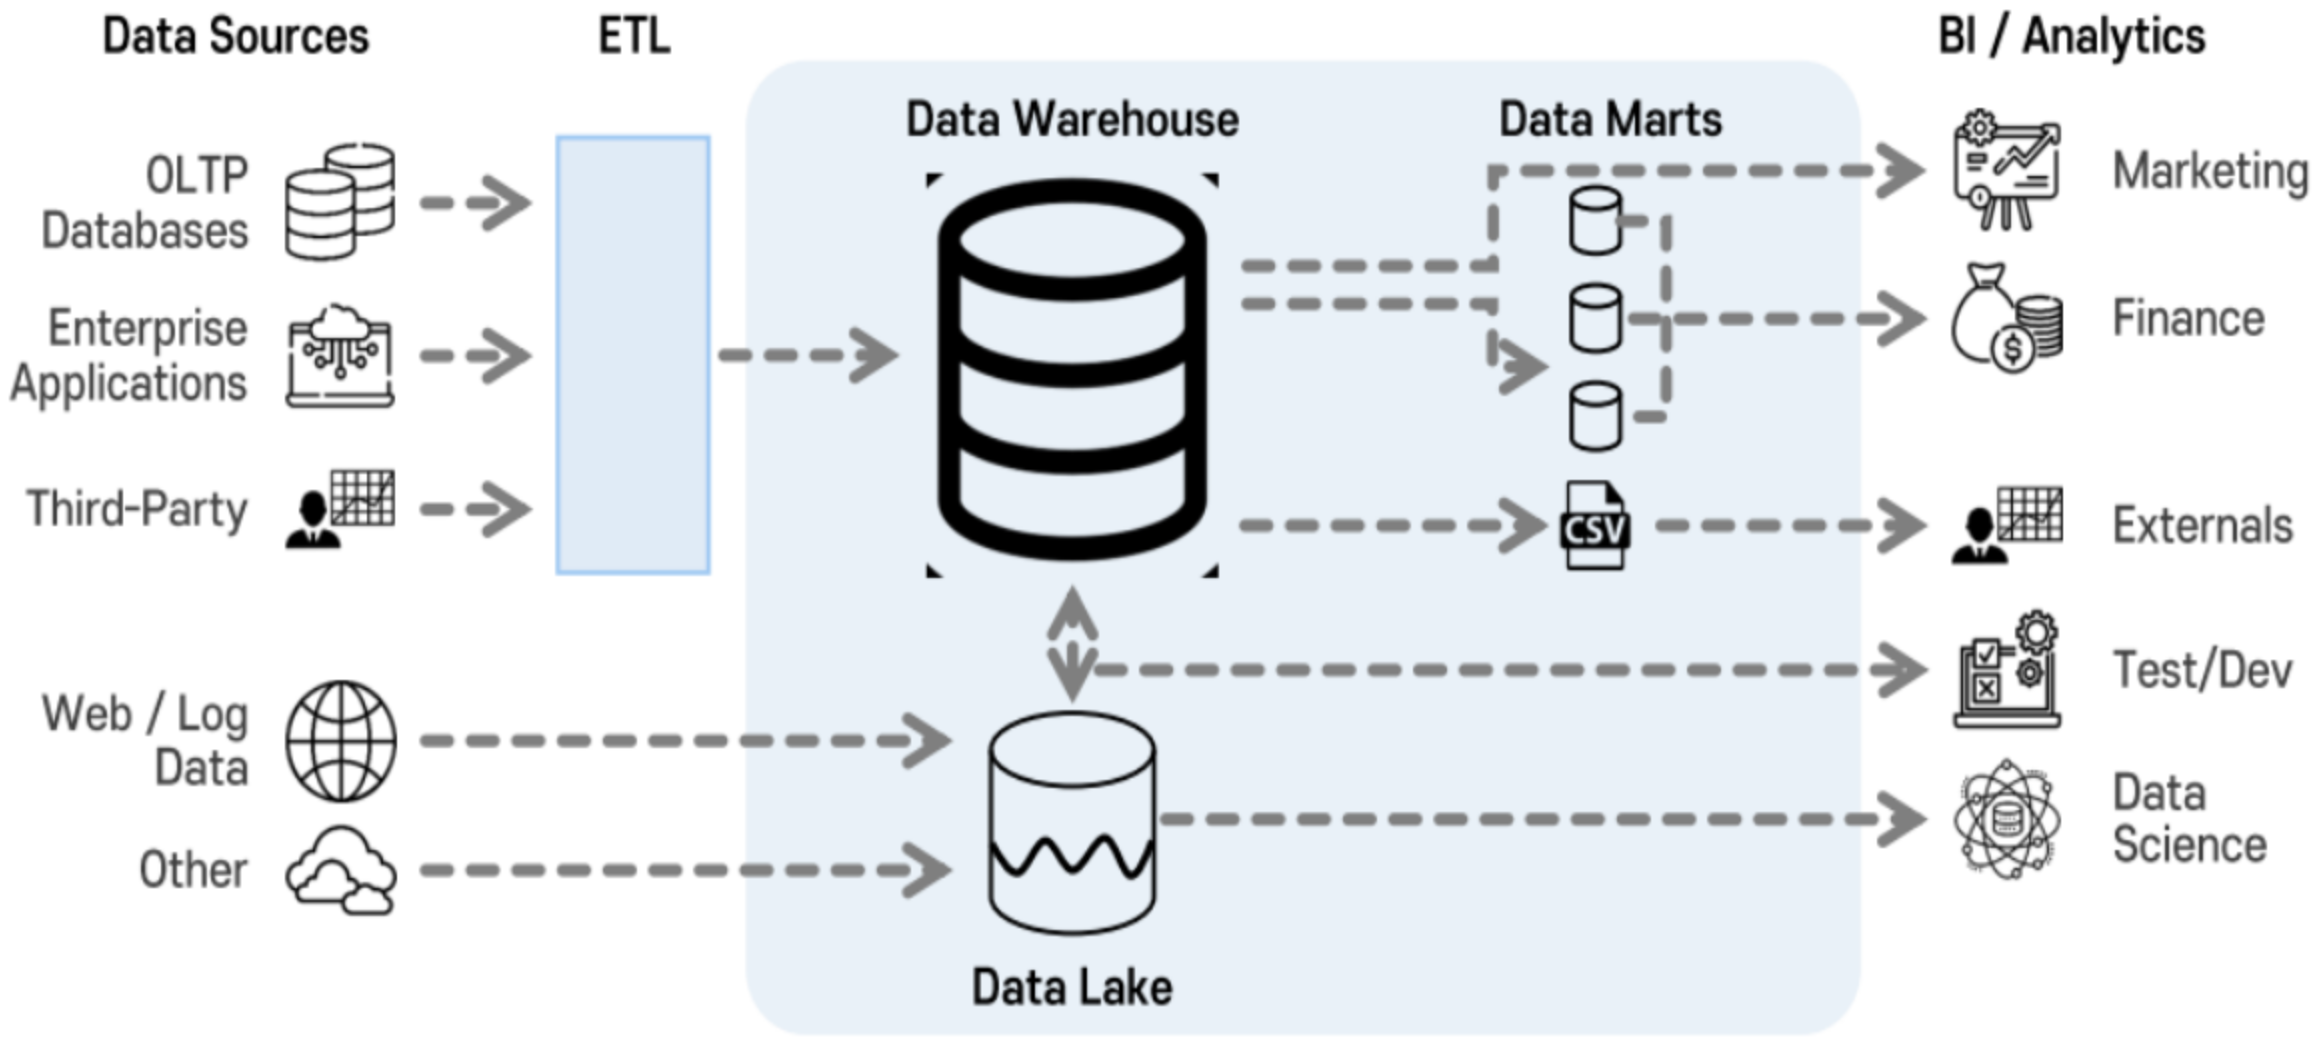 Data Sources
ETL
BI / Analytics
Data Warehouse
Data Marts
OLTP
Databases
Enterprise
Applications
Third-Party
Web / Log
Data
Other
CSV
Data Lake
Marketing
$
Finance
Externals
Test/Dev
Data
Science